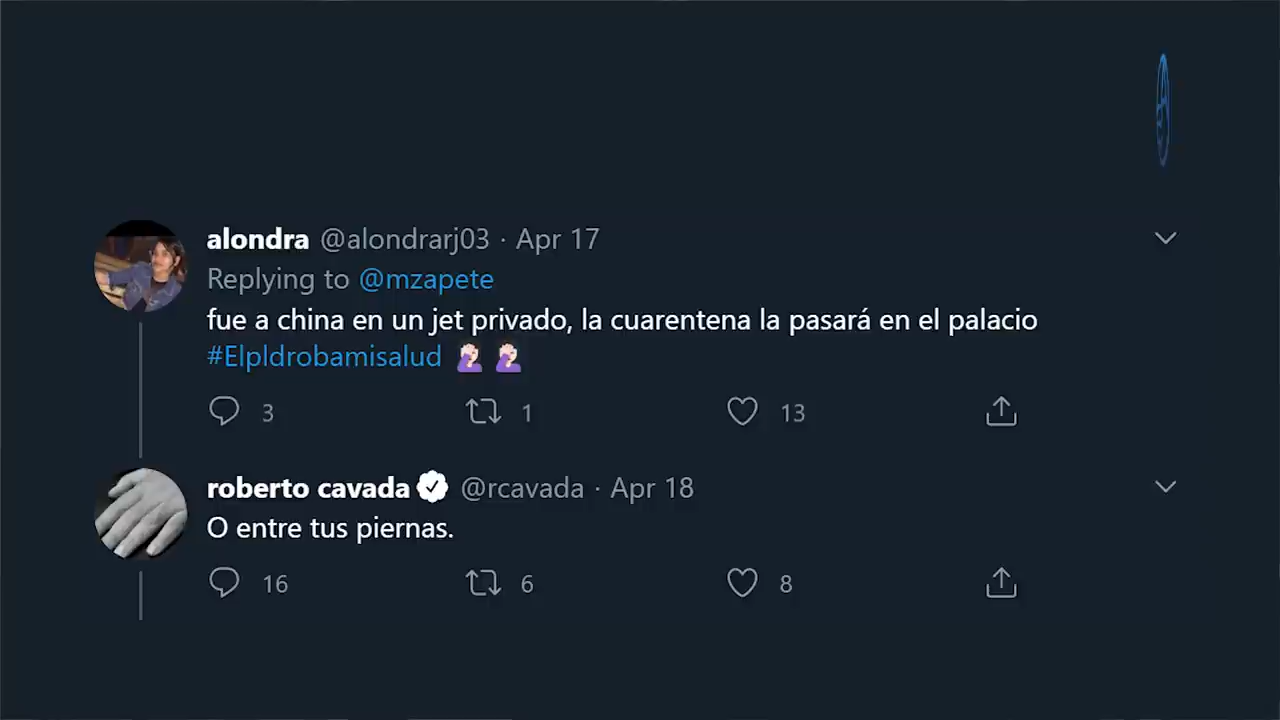 alondra @alondrarj03 · Apr 17
Replying to @mzapete
fue a china en un jet privado, la cuarentena la pasará en el palacio
#Elpldrobamisalud 🤦🏻‍♀️ 🤦🏻‍♀️
3 1 13
roberto cavada @rcavada · Apr 18
O entre tus piernas.
16 6 8